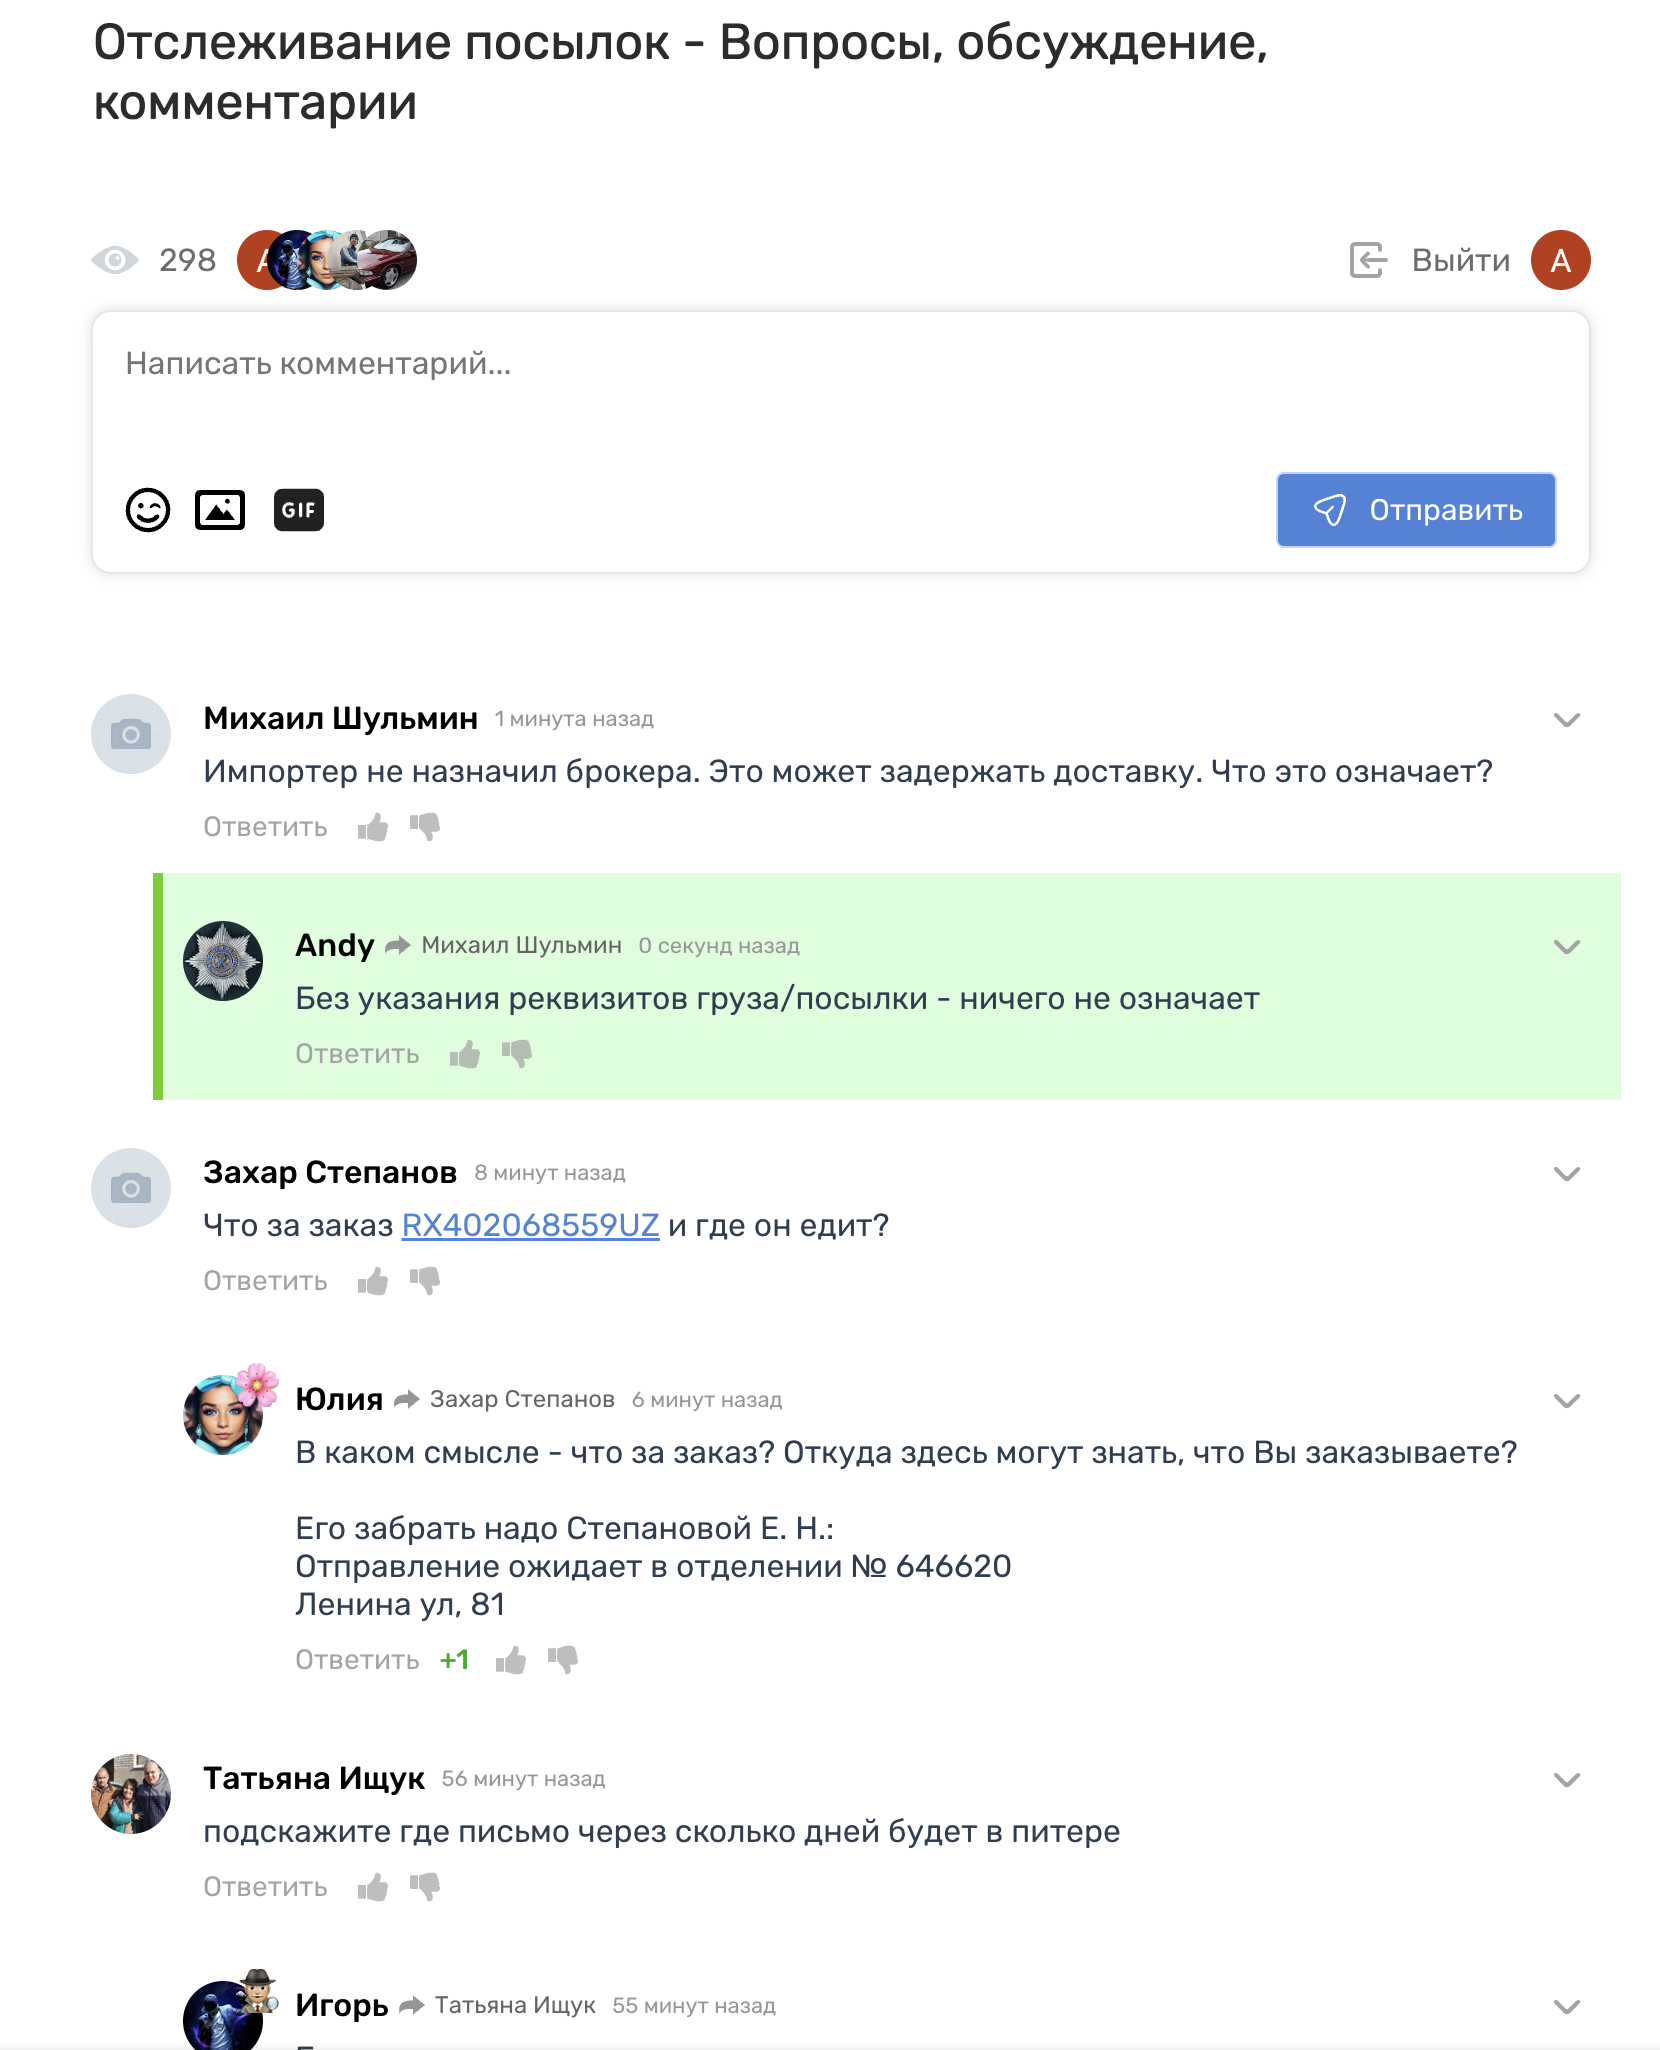 Отслеживание посылок - Вопросы, обсуждение,
комментарии
298
A
Выйти
A
Написать комментарий...
GIF
Отправить
Михаил Шульмин 1 минута назад
Импортер не назначил брокера. Это может задержать доставку. Что это означает?
Ответить
Andy Михаил Шульмин 0 секунд назад
Без указания реквизитов груза/посылки - ничего не означает
Ответить
Захар Степанов 8 минут назад
Что за заказ RX402068559UZ и где он едит?
Ответить
Юлия Захар Степанов 6 минут назад
В каком смысле - что за заказ? Откуда здесь могут знать, что Вы заказываете?
Его забрать надо Степановой Е. Н.:
Отправление ожидает в отделении № 646620
Ленина ул, 81
Ответить +1
Татьяна Ищук 56 минут назад
подскажите где письмо через сколько дней будет в питере
Ответить
Игорь Татьяна Ищук 55 минут назад